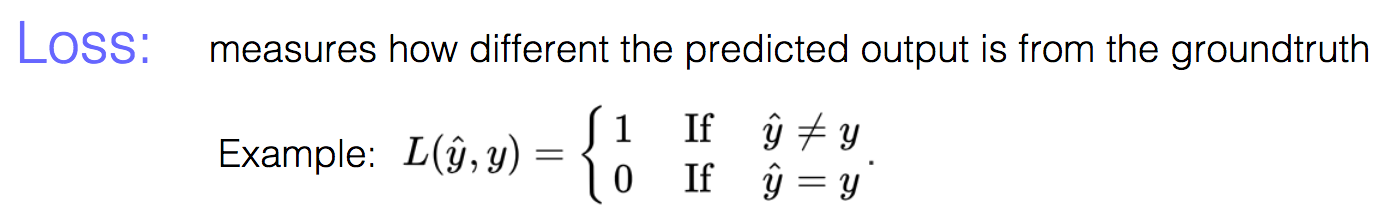 Loss: measures how different the predicted output is from the groundtruth
Example: L(ŷ, y) = { 1 If ŷ ≠ y
0 If ŷ = y .